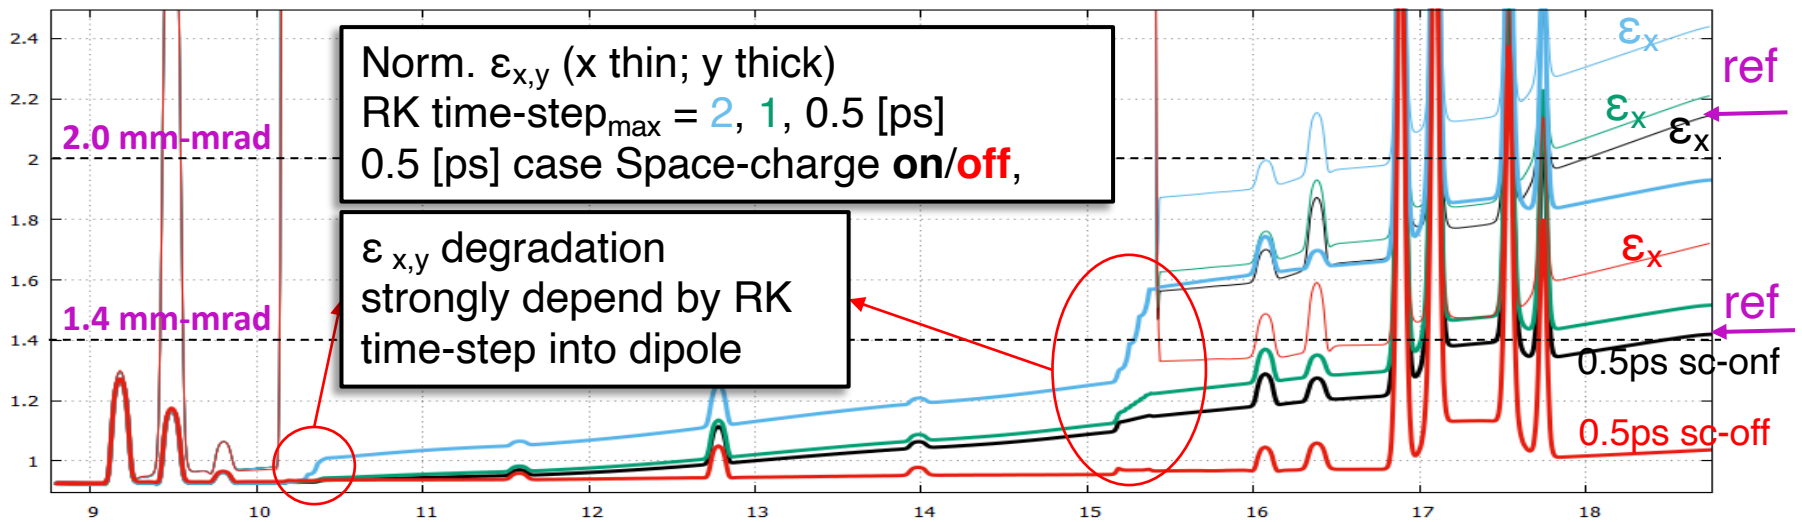 2.4
2.2
2
1.8
1.6
1.4
1.2
1
2.0 mm-mrad
1.4 mm-mrad
Norm. εx,y (x thin; y thick)
RK time-stepmax = 2, 1, 0.5 [ps]
0.5 [ps] case Space-charge on/off,
ε x,y degradation
strongly depend by RK
time-step into dipole
εx
ref
εx
εx
εx
ref
0.5ps sc-onf
0.5ps sc-off
9 10 11 12 13 14 15 16 17 18